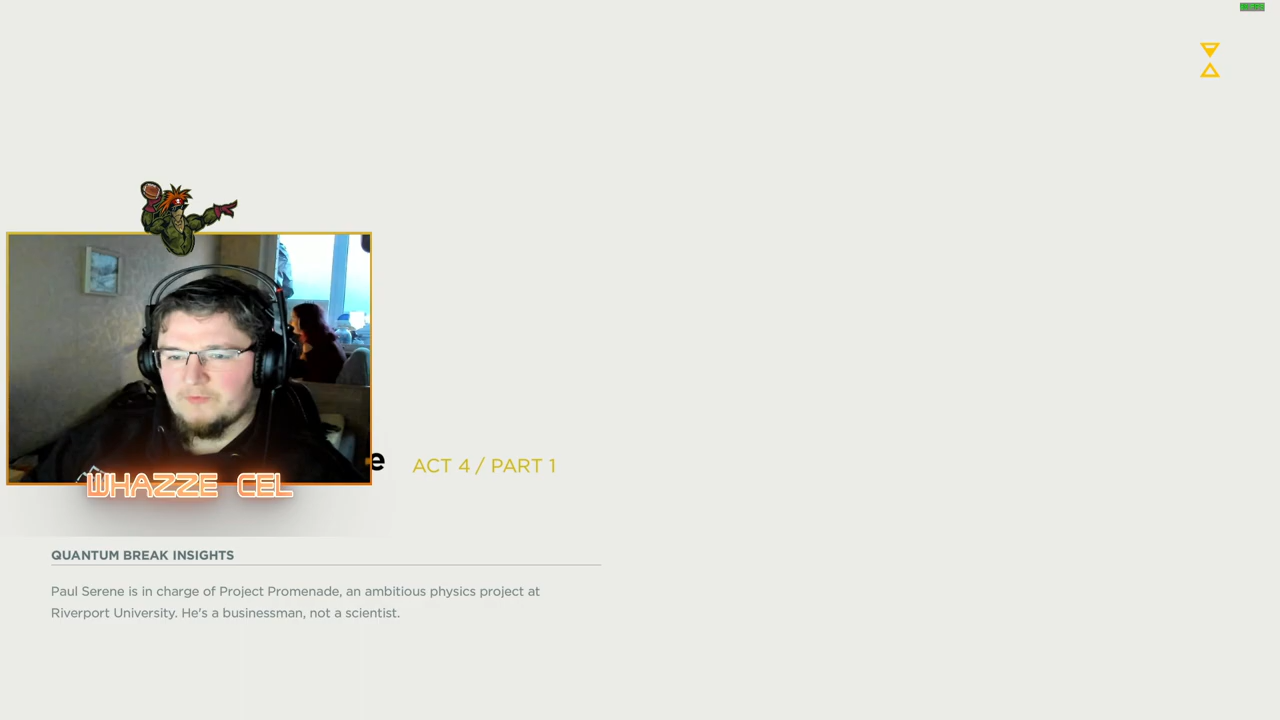 e ACT 4 / PART 1
WHAZZE CEL
QUANTUM BREAK INSIGHTS
Paul Serene is in charge of Project Promenade, an ambitious physics project at
Riverport University. He's a businessman, not a scientist.